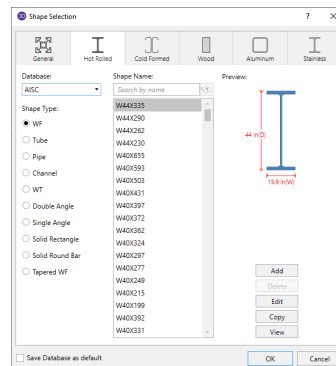 3D Shape Selection ? X
General Hot Rolled Cold Formed Wood Aluminum Stainless
Database: Shape Name: Preview:
AISC Search by name
Shape Type:
WF
Tube
Pipe
Channel
WT
Double Angle
Single Angle
Solid Rectangle
Solid Round Bar
Tapered WF
W44X335
W44X290
W44X262
W44X230
W40X655
W40X593
W40X503
W40X431
W40X397
W40X372
W40X362
W40X324
W40X297
W40X277
W40X249
W40X215
W40X199
W40X392
W40X331
44 in(D)
15.9 in(W)
Add
Delete
Edit
Copy
View
Save Database as default
OK Cancel